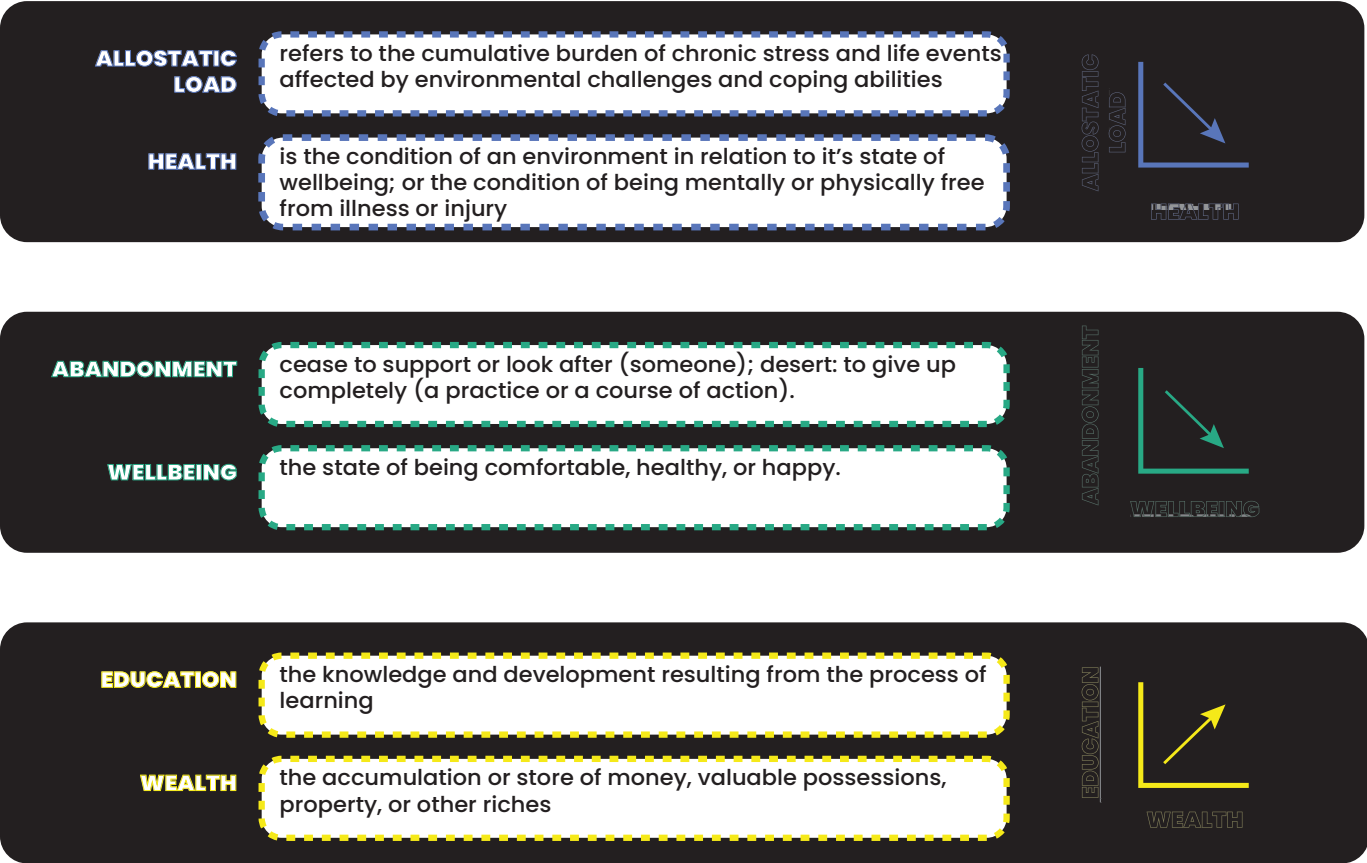 ALLOSTATIC
LOAD
refers to the cumulative burden of chronic stress and life events
affected by environmental challenges and coping abilities
HEALTH
is the condition of an environment in relation to it’s state of
wellbeing; or the condition of being mentally or physically free
from illness or injury
ALLOSTATIC
LOAD
HEALTH
ABANDONMENT
cease to support or look after (someone); desert: to give up
completely (a practice or a course of action).
WELLBEING
the state of being comfortable, healthy, or happy.
ABANDONMENT
WELLBEING
EDUCATION
the knowledge and development resulting from the process of
learning
WEALTH
the accumulation or store of money, valuable possessions,
property, or other riches
EDUCATION
WEALTH